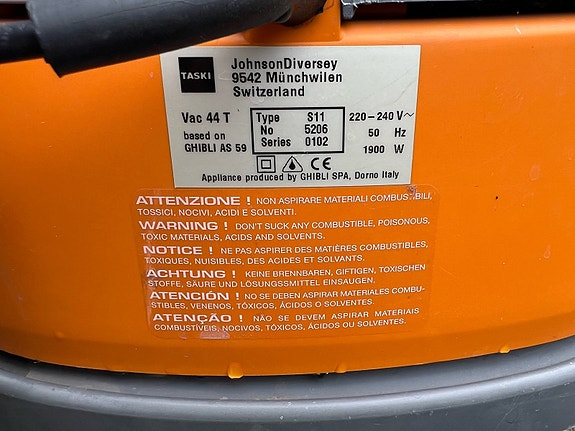 TASKI
JohnsonDiversey
9542 Münchwilen
Switzerland
Vac 44 T
based on
GHIBLI AS 59
Type S11
No 5206
Series 0102
220-240 V~
50 Hz
1900 W
CE
Appliance produced by GHIBLI SPA, Dorno Italy
ATTENZIONE ! NON ASPIRARE MATERIALI COMBUSTIBILI,
TOSSICI, NOCIVI, ACIDI E SOLVENTI.
WARNING ! DON'T SUCK ANY COMBUSTIBLE, POISONOUS,
TOXIC MATERIALS, ACIDS AND SOLVENTS.
NOTICE ! NE PAS ASPIRER DES MATIÈRES COMBUSTIBLES,
TOXIQUES, NUISIBLES, DES ACIDES ET SOLVANTS.
ACHTUNG ! KEINE BRENNBAREN, GIFTIGEN, TOXISCHEN
STOFFE, SÄURE UND LÖSUNGSSMITTEL EINSAUGEN.
ATENCIÓN ! NO SE DEBEN ASPIRAR MATERIALES COMBU-
STIBLES, VENENOS, TÓXICOS, ÁCIDOS O SOLVENTES.
ATENÇÃO ! NÃO SE DEVEM ASPIRAR MATERIAIS
COMBUSTÍVEIS, NOCIVOS, TÓXICOS, ÁCIDOS OU SOLVENTES.